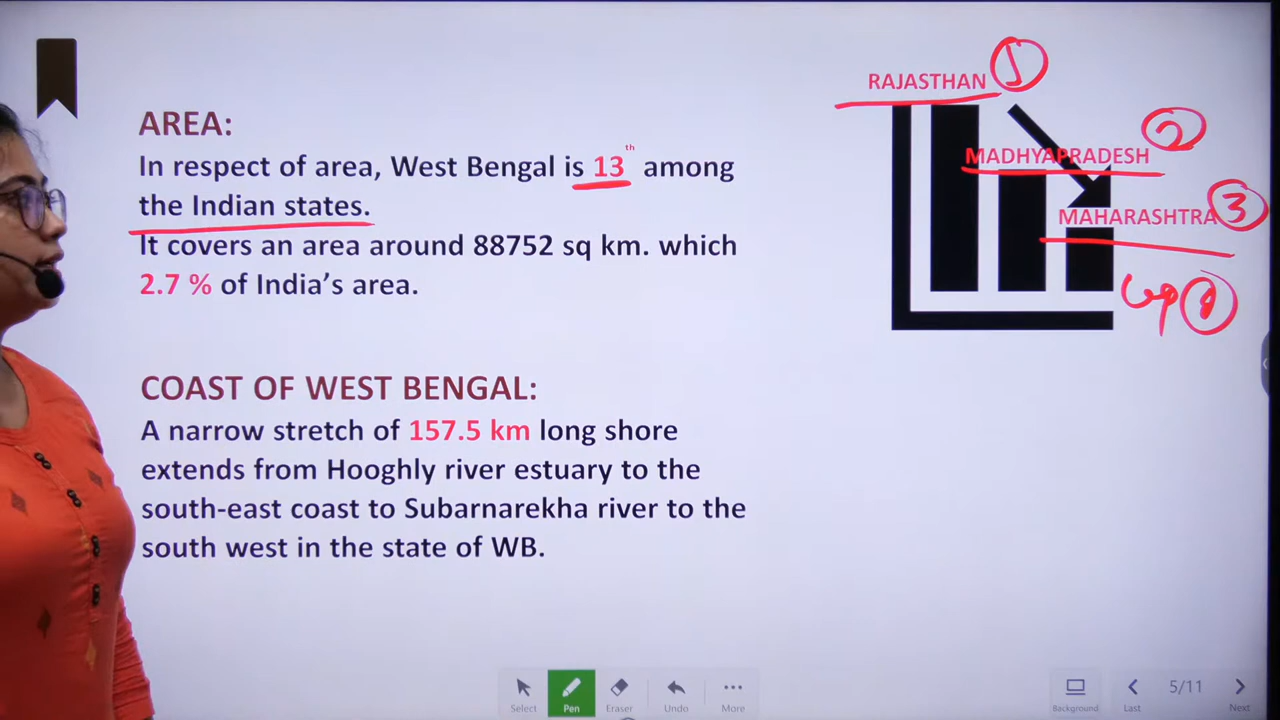 AREA:
In respect of area, West Bengal is 13th among
the Indian states.
It covers an area around 88752 sq km. which
2.7 % of India's area.
COAST OF WEST BENGAL:
A narrow stretch of 157.5 km long shore
extends from Hooghly river estuary to the
south-east coast to Subarnarekha river to the
south west in the state of WB.
RAJASTHAN 1
MADHYAPRADESH 2
MAHARASHTRA 3
Select
Pen
Eraser
Undo
More
Background
Last
5/11
Next